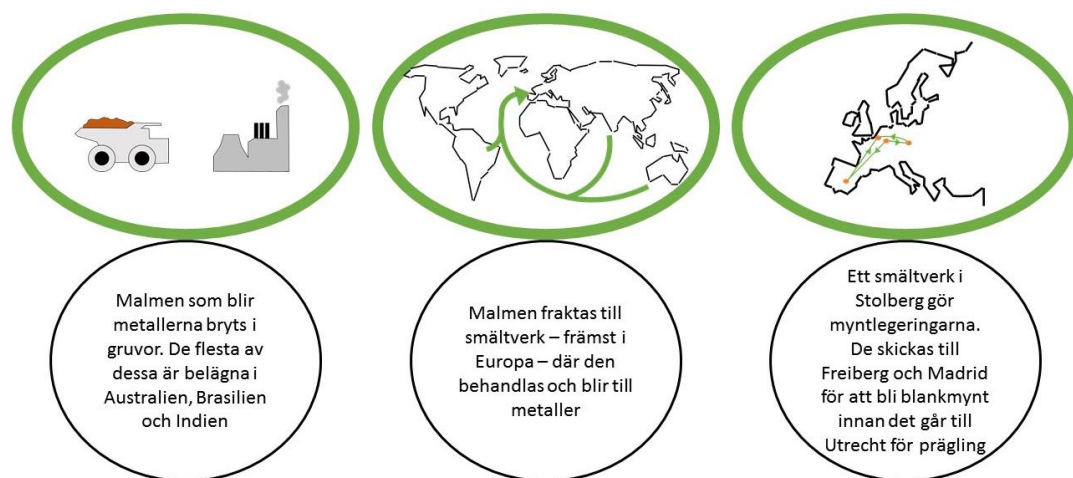 Malmen som blir
metallerna bryts i
gruvor. De flesta av
dessa är belägna i
Australien, Brasilien
och Indien
Malmen fraktas till
smältverk – främst i
Europa – där den
behandlas och blir till
metaller
Ett smältverk i
Stolberg gör
myntlegeringarna.
De skickas till
Freiberg och Madrid
för att bli blankmynt
innan det går till
Utrecht för prägling